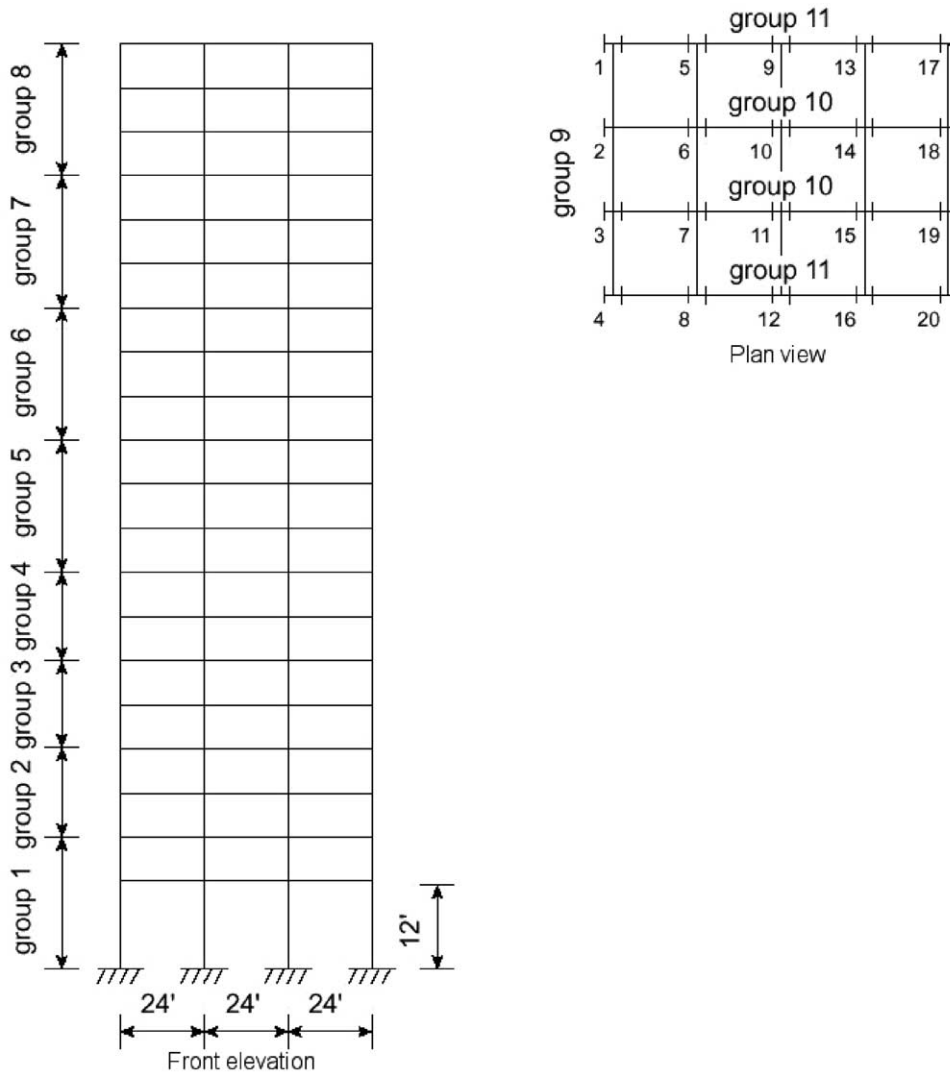 group 8
group 7
group 6
group 5
group 4
group 3
group 2
group 1
12'
24' 24' 24'
Front elevation
group 11
1 5 9 13 17
group 10
group 9
2 6 10 14 18
group 10
3 7 11 15 19
group 11
4 8 12 16 20
Plan view